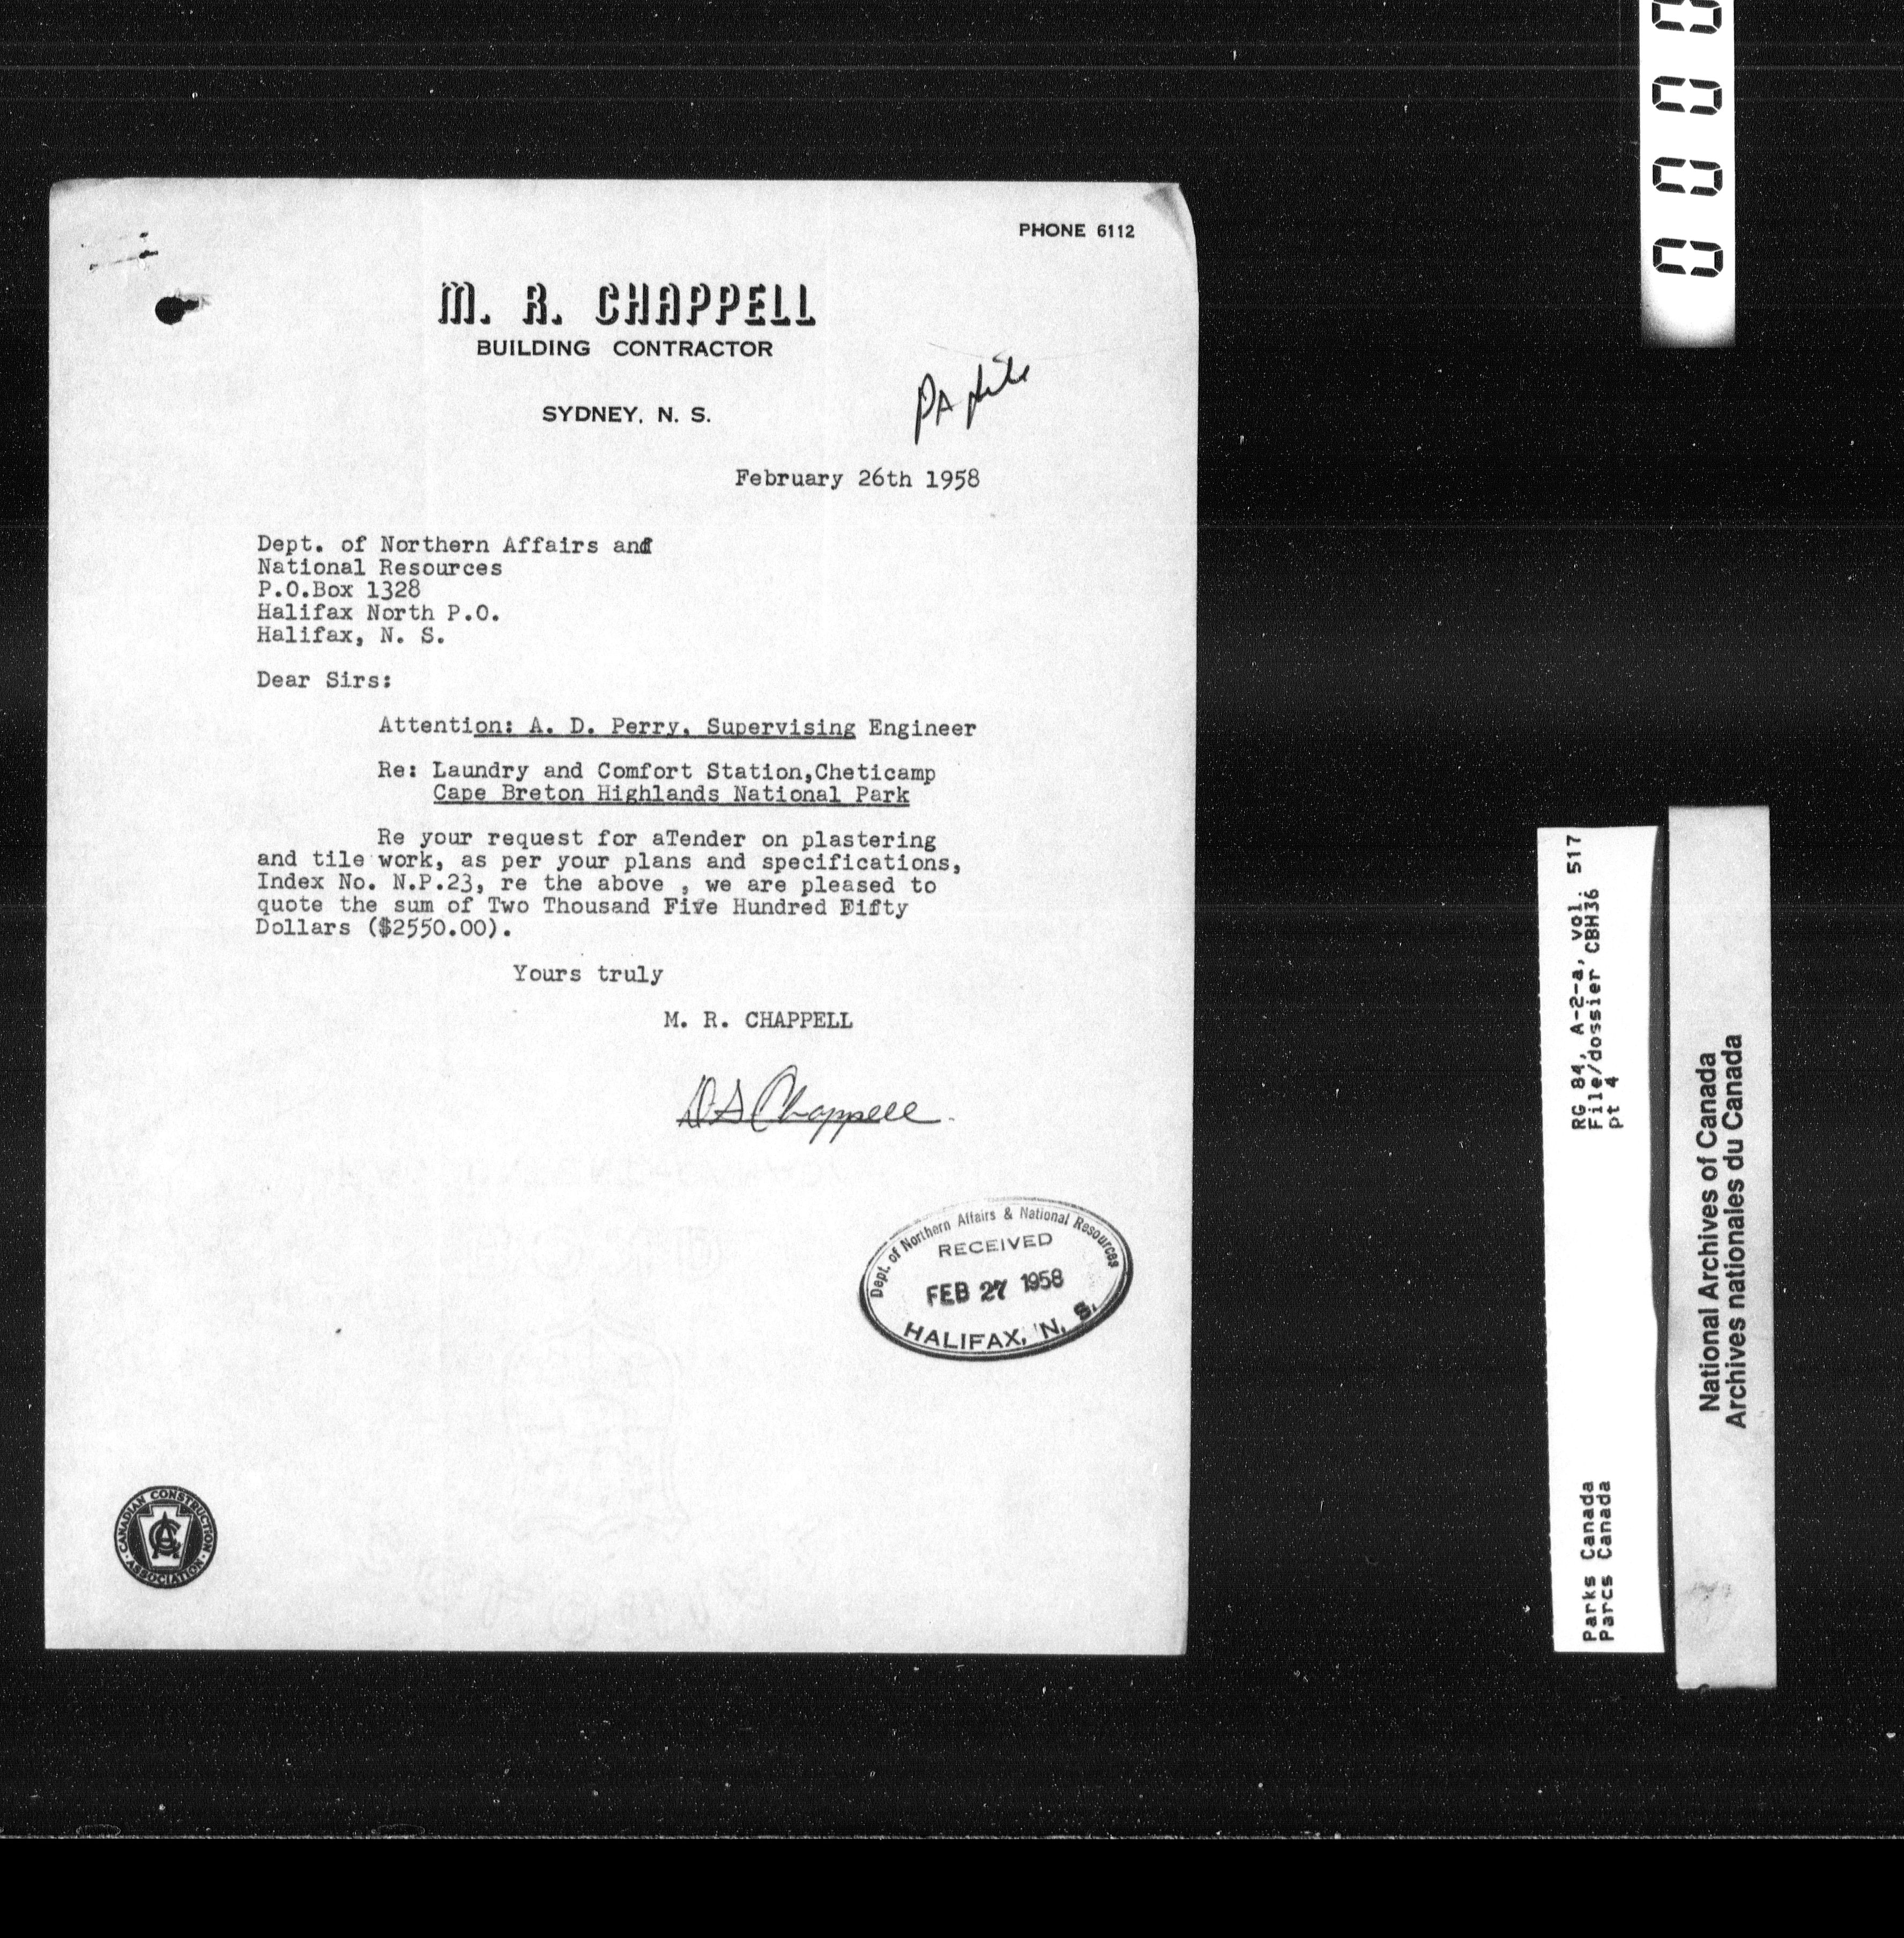 PHONE 6112
M. R. CHAPPELL
BUILDING CONTRACTOR
SYDNEY, N. S.
PA file
February 26th 1958
Dept. of Northern Affairs and
National Resources
P.O.Box 1328
Halifax North P.O.
Halifax, N. S.
Dear Sirs:
Attention: A. D. Perry, Supervising Engineer
Re: Laundry and Comfort Station,Cheticamp
Cape Breton Highlands National Park
Re your request for aTender on plastering
and tile work, as per your plans and specifications,
Index No. N.P.23, re the above , we are pleased to
quote the sum of Two Thousand Five Hundred Fifty
Dollars ($2550.00).
Yours truly
M. R. CHAPPELL
D S Chappell
Dept. of Northern Affairs & National Resources
RECEIVED
FEB 27 1958
HALIFAX, N. S.
CANADIAN CONSTRUCTION
ASSOCIATION
CCA
0 0 0 0
RG 84, A-2-a, vol. 517
File/dossier CBH36
pt 4
Parks Canada
Parcs Canada
National Archives of Canada
Archives nationales du Canada